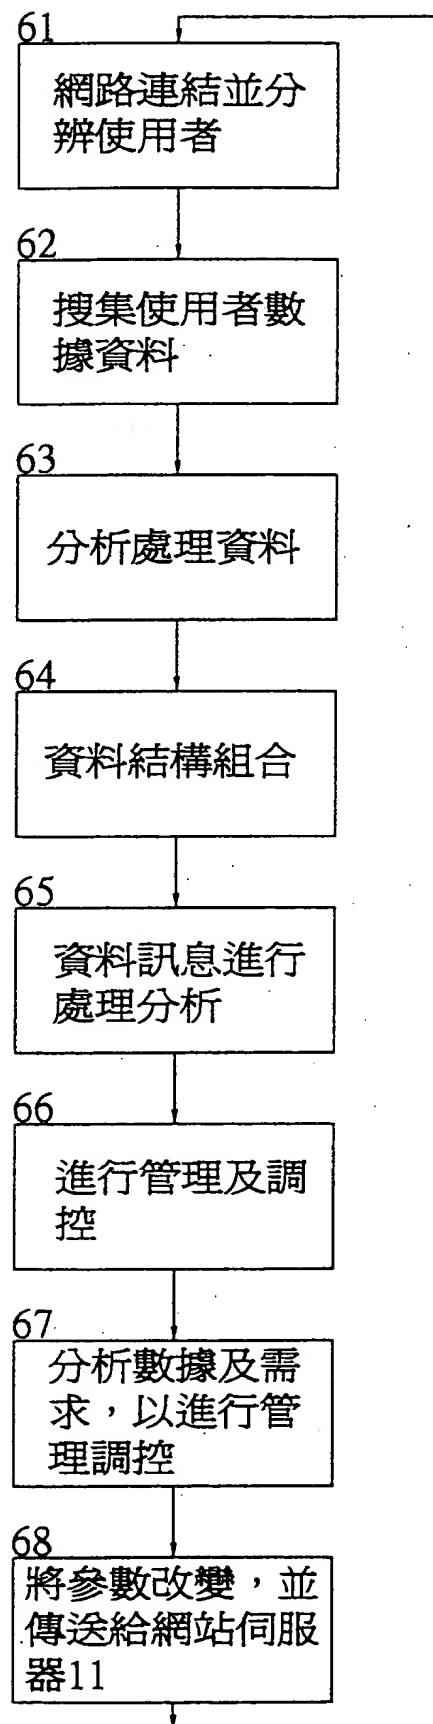 61
網路連結並分
辨使用者
62
搜集使用者數
據資料
63
分析處理資料
64
資料結構組合
65
資料訊息進行
處理分析
66
進行管理及調
控
67
分析數據及需
求，以進行管
理調控
68
將參數改變，並
傳送給網站伺服
器11